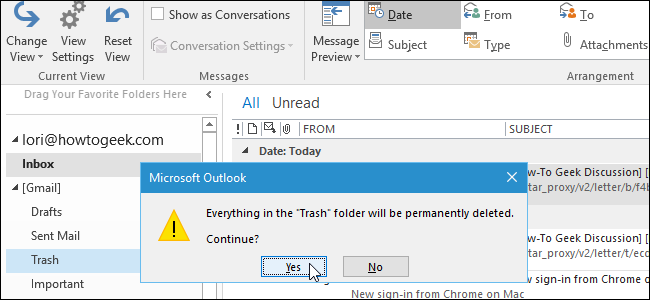 Change View
View Settings
Reset View
Current View
Show as Conversations
Conversation Settings
Messages
Message Preview
Date
From
To
Subject
Type
Attachments
Arrangement
Drag Your Favorite Folders Here
lori@howtogeek.com
Inbox
[Gmail]
Drafts
Sent Mail
Trash
Important
All Unread
! FROM SUBJECT
Date: Today
Microsoft Outlook
Everything in the "Trash" folder will be permanently deleted.
Continue?
Yes No
w-To Geek Discussion] [
tar_proxy/v2/letter/b/f4b
w-To Geek Discussion] [
tar_proxy/v2/letter/t/eco
w sign-in from Chrome o
New sign-in from Chrome on Mac